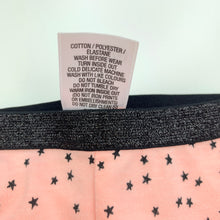 COTTON / POLYESTER /
ELASTANE
WASH BEFORE WEAR
TURN INSIDE OUT
COLD DELICATE MACHINE
WASH WITH LIKE COLOURS
DO NOT BLEACH
DO NOT TUMBLE DRY
WARM IRON INSIDE OUT
DO NOT IRON PRINTS
OR EMBELLISHMENTS
DO NOT DRY CLEAN